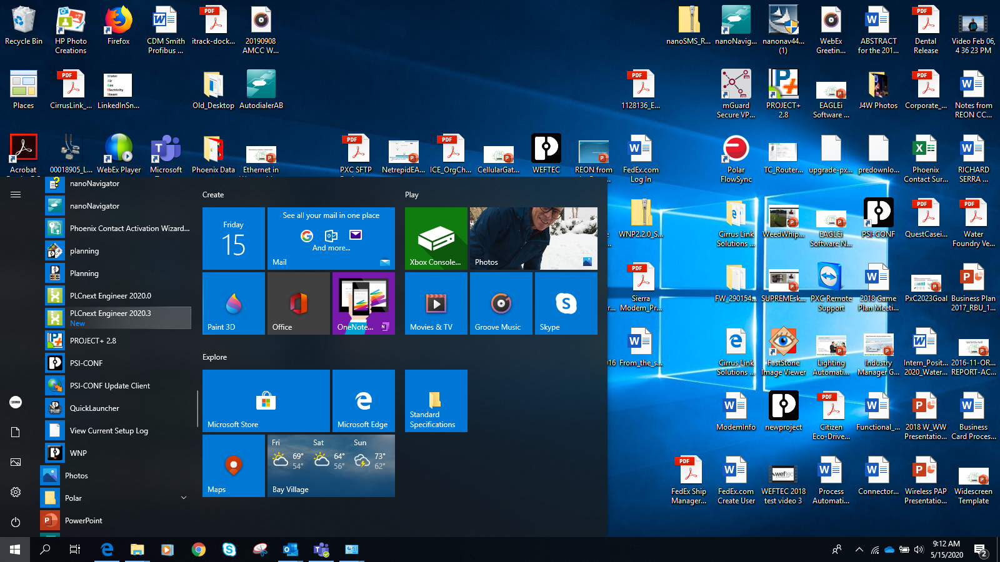 Recycle Bin
HP Photo
Creations
Firefox
CDM Smith
Profibus ...
itrack-dock...
20190908
AMCC W...
nanoSMS_R...
nanoNavig...
nanonav44...
(1)
WebEx
Greetin...
ABSTRACT
for the 201...
Dental
Release
Video Feb 06,
4 36 23 PM
Places
CirrusLink_...
Water
Air
Gas
Electricity
Steam
LinkedInSn...
Old_Desktop
AutodialerAB
1128136_E...
mGuard
Secure VP...
PROJECT+
2.8
EAGLEi
Software ...
J4W Photos
Corporate_...
Notes from
REON CC...
Acrobat
00018905_L...
WebEx Player
Microsoft
Phoenix Data
Ethernet in
PXC SFTP
NetrepidEA...
ICE_OrgCh...
CellularGat...
WEFTEC
REON from
FedEx.com
Log In
Polar
FlowSync
TC_Router...
upgrade-px...
predownlo...
Phoenix
Contact Sur...
RICHARD
SERRA ...
WNP2.2.0_S...
Cirrus Link
Solutions ...
WeedWhip...
EAGLEi
Software N...
PSI-CONF
QuestCasei...
Water
Foundry Ve...
Sierra
Modem_Pr...
FW_290154...
SUPREMEsk...
PXC Remote
Support
2018 Game
Plan Meeti...
PxC2023Goal
Business Plan
2017_RBU_1...
016
From_the_s...
Cirrus Link
Solutions ...
FastStone
Image Viewer
Lighting
Automati...
Industry
Manager G...
Intern_Posit...
2020_Water...
2016-11-OR...
REPORT-AC...
ModemInfo
newproject
Citizen
Eco-Drive...
Functional_...
2018 W_WW
Presentatio...
Business
Card Proces...
FedEx Ship
Manager...
FedEx.com
Create User
weftec
WEFTEC 2018
test video 3
Process
Automati...
Connector...
Wireless PAP
Presentatio...
Widescreen
Template
nanoNavigator
nanoNavigator
Phoenix Contact Activation Wizard...
planning
Planning
PLCnext Engineer 2020.0
PLCnext Engineer 2020.3
New
PROJECT+ 2.8
PSI-CONF
PSI-CONF Update Client
QuickLauncher
View Current Setup Log
WNP
Photos
Polar
PowerPoint
Create
Play
Friday
15
See all your mail in one place
And more...
Mail
Xbox Console...
Photos
Paint 3D
Office
OneNote...
Movies & TV
Groove Music
Skype
Explore
Microsoft Store
Microsoft Edge
Standard
Specifications
Maps
Fri
Sat
Sun
69°
54°
64°
56°
73°
62°
Bay Village
9:12 AM
5/15/2020
2